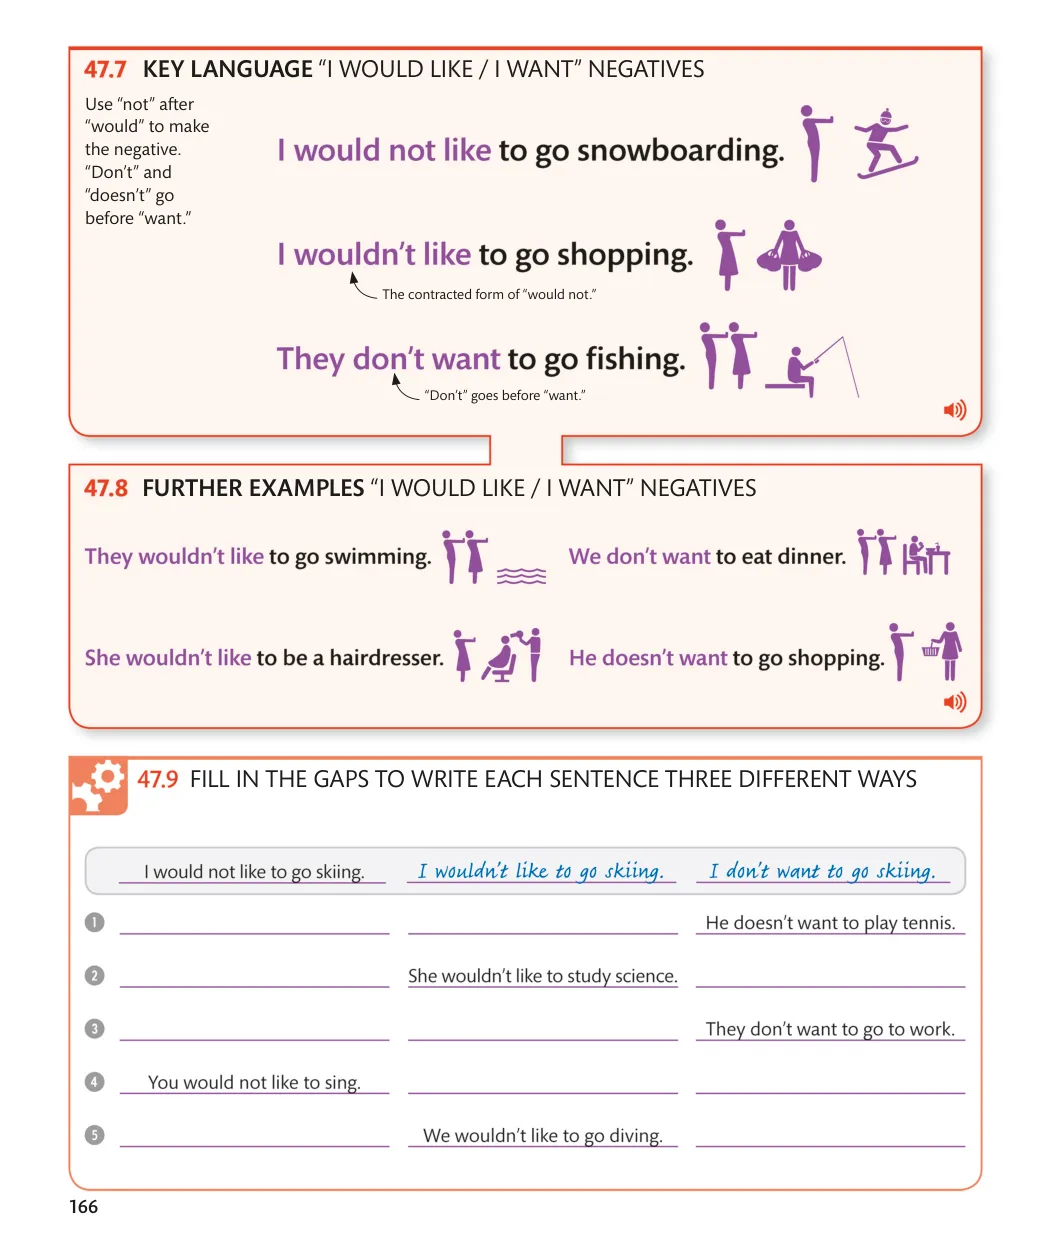 47.7 KEY LANGUAGE “I WOULD LIKE / I WANT” NEGATIVES
Use “not” after
“would” to make
the negative.
“Don’t” and
“doesn’t” go
before “want.”
I would not like to go snowboarding.
I wouldn’t like to go shopping.
The contracted form of “would not.”
They don’t want to go fishing.
“Don’t” goes before “want.”
47.8 FURTHER EXAMPLES “I WOULD LIKE / I WANT” NEGATIVES
They wouldn’t like to go swimming.
We don’t want to eat dinner.
She wouldn’t like to be a hairdresser.
He doesn’t want to go shopping.
47.9 FILL IN THE GAPS TO WRITE EACH SENTENCE THREE DIFFERENT WAYS
I would not like to go skiing. I wouldn’t like to go skiing. I don’t want to go skiing.
1 He doesn’t want to play tennis.
2 She wouldn’t like to study science.
3 They don’t want to go to work.
4 You would not like to sing.
5 We wouldn’t like to go diving.
166